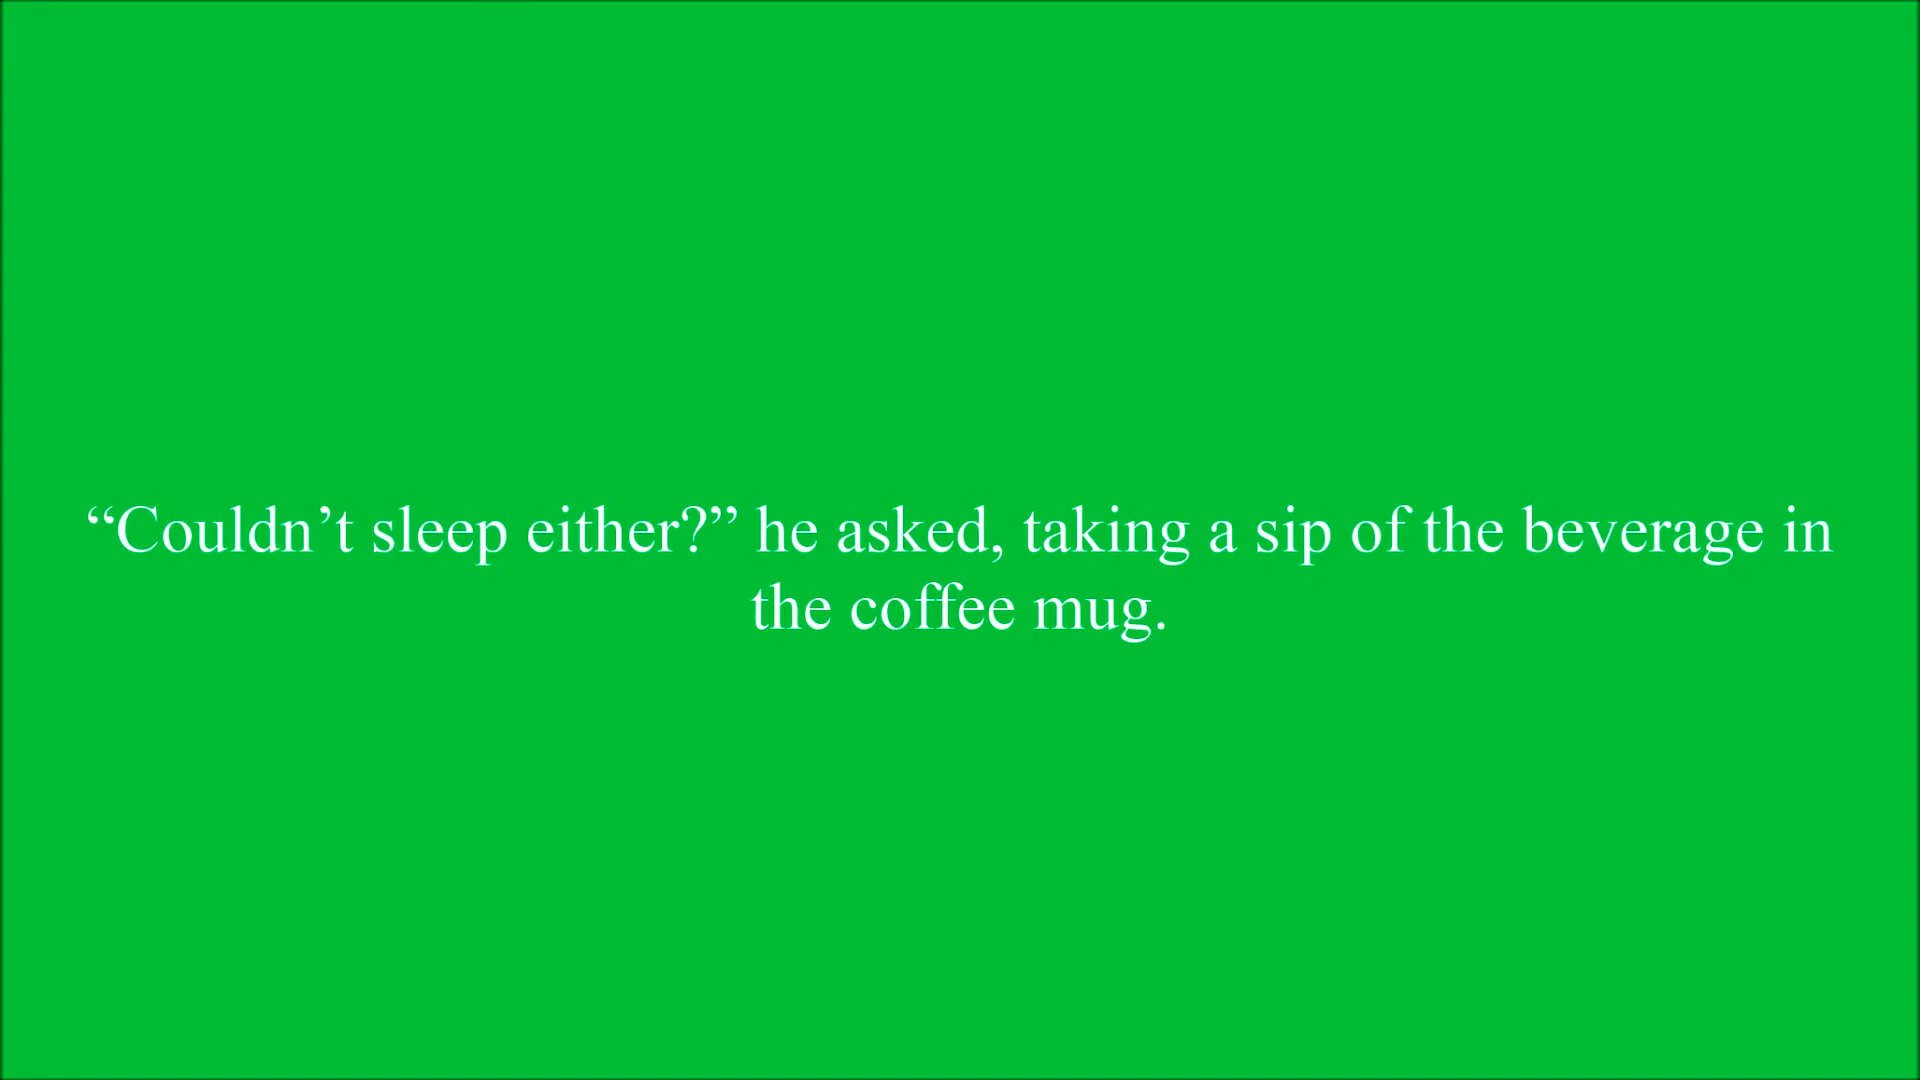 “Couldn’t sleep either?” he asked, taking a sip of the beverage in
the coffee mug.